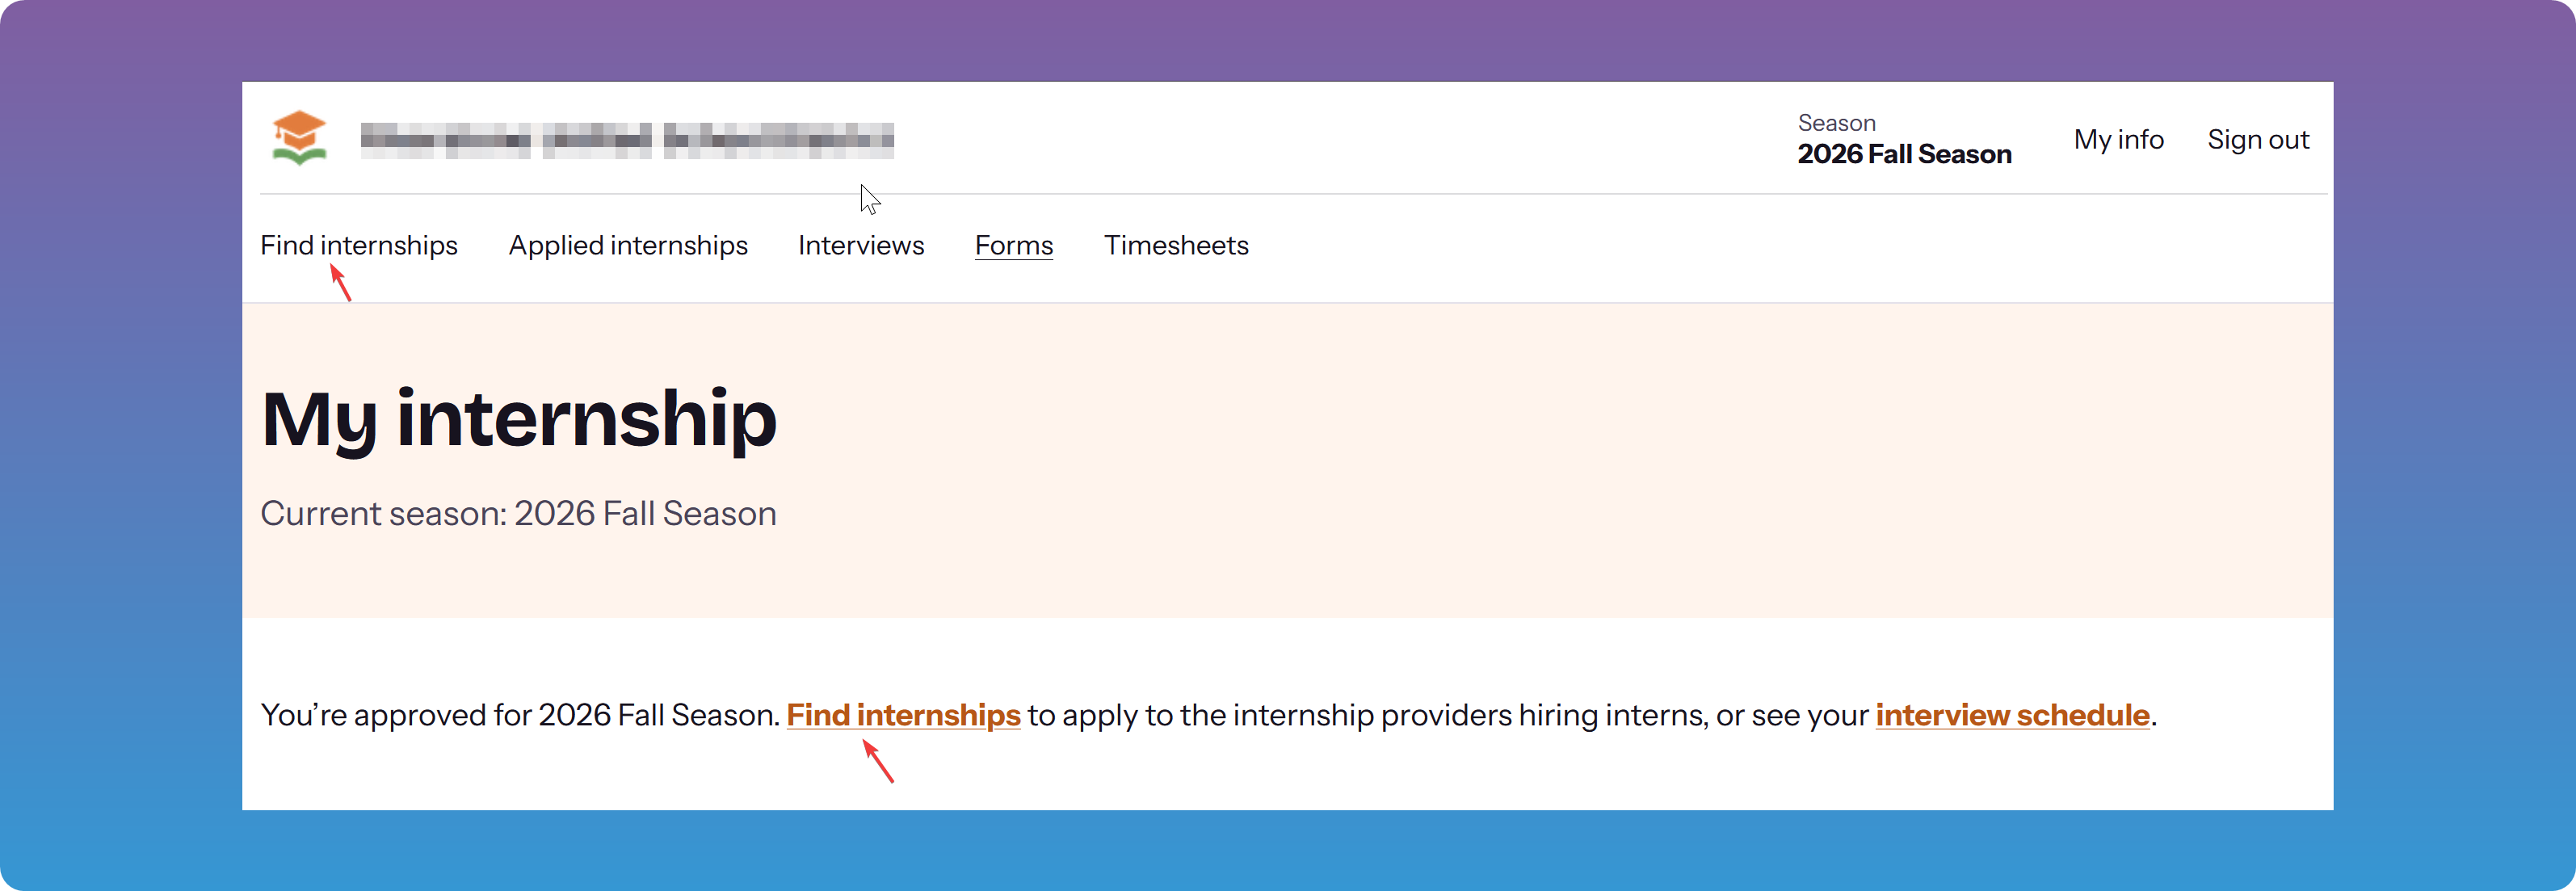 Season
2026 Fall Season
My info
Sign out
Find internships
Applied internships
Interviews
Forms
Timesheets
My internship
Current season: 2026 Fall Season
You’re approved for 2026 Fall Season. Find internships to apply to the internship providers hiring interns, or see your interview schedule.